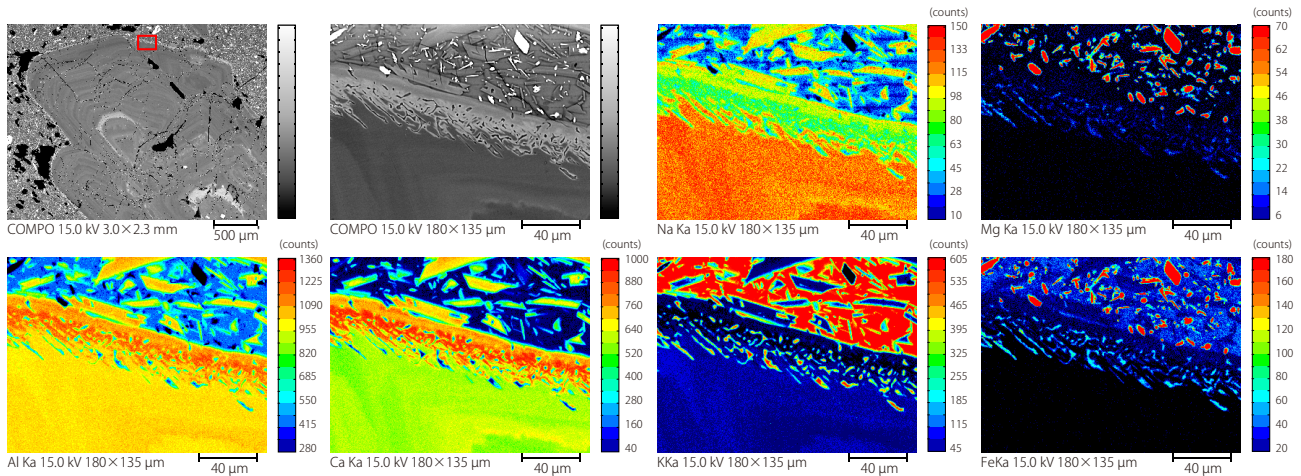 (counts)
150
133
115
98
80
63
45
28
10
(counts)
70
62
54
46
38
30
22
14
6
COMPO 15.0 kV 3.0×2.3 mm
500 µm
COMPO 15.0 kV 180×135 µm
40 µm
Na Ka 15.0 kV 180×135 µm
40 µm
Mg Ka 15.0 kV 180×135 µm
40 µm
(counts)
1360
1225
1090
955
820
685
550
415
280
(counts)
1000
880
760
640
520
400
280
160
40
(counts)
605
535
465
395
325
255
185
115
45
(counts)
180
160
140
120
100
80
60
40
20
Al Ka 15.0 kV 180×135 µm
40 µm
Ca Ka 15.0 kV 180×135 µm
40 µm
KKa 15.0 kV 180×135 µm
40 µm
FeKa 15.0 kV 180×135 µm
40 µm